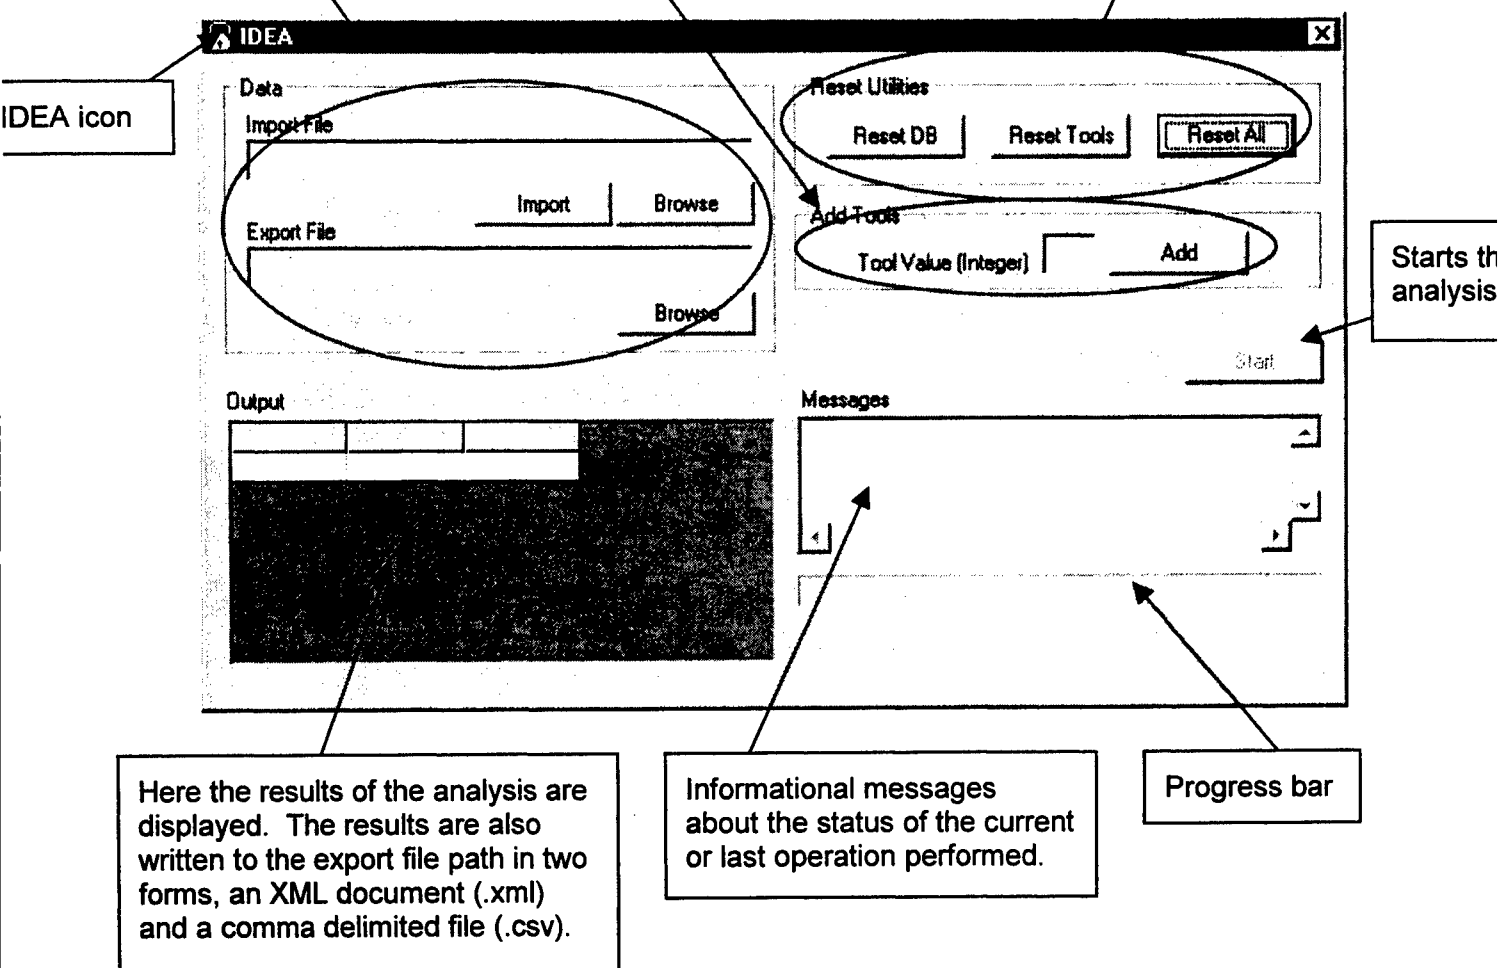 IDEA
IDEA icon
Data
Import File
Import
Browse
Export File
Browse
Reset Utilities
Reset DB
Reset Tools
Reset All
Add Tools
Tool Value (Integer)
Add
Starts th
analysis
Start
Output
Messages
Here the results of the analysis are
displayed. The results are also
written to the export file path in two
forms, an XML document (.xml)
and a comma delimited file (.csv).
Informational messages
about the status of the current
or last operation performed.
Progress bar